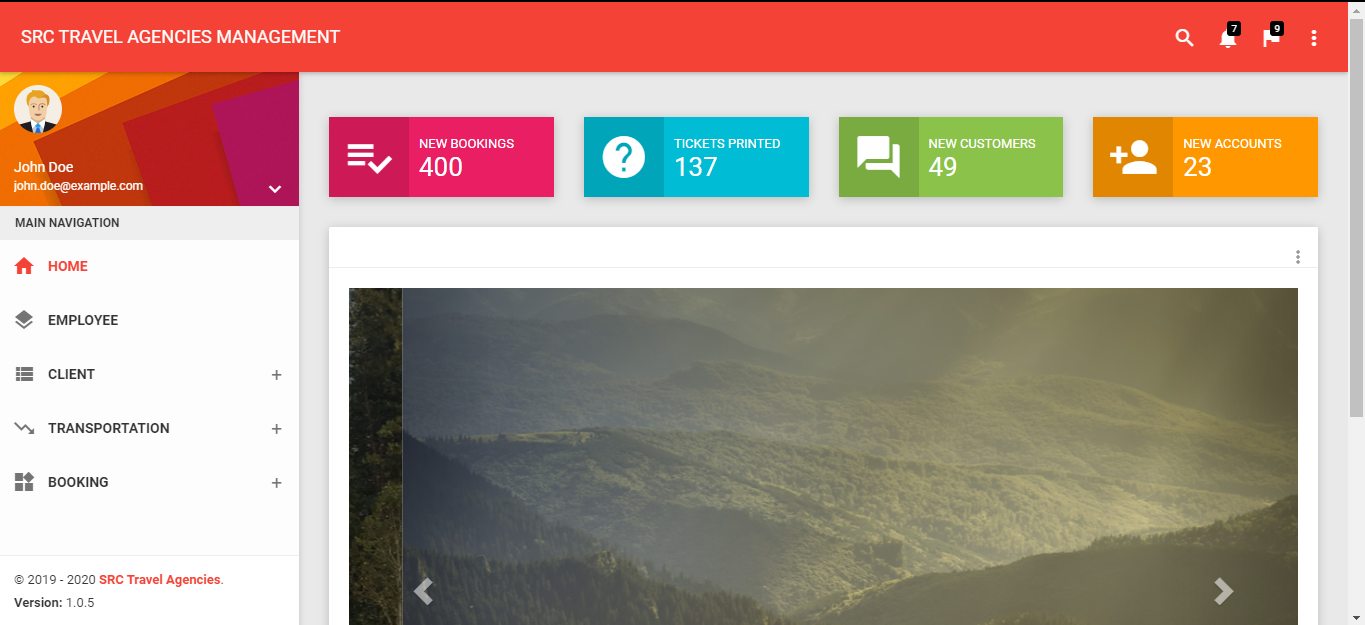 SRC TRAVEL AGENCIES MANAGEMENT
7
9
John Doe
john.doe@example.com
MAIN NAVIGATION
HOME
EMPLOYEE
CLIENT
+
TRANSPORTATION
+
BOOKING
+
© 2019 - 2020 SRC Travel Agencies.
Version: 1.0.5
NEW BOOKINGS
400
?
TICKETS PRINTED
137
NEW CUSTOMERS
49
NEW ACCOUNTS
23